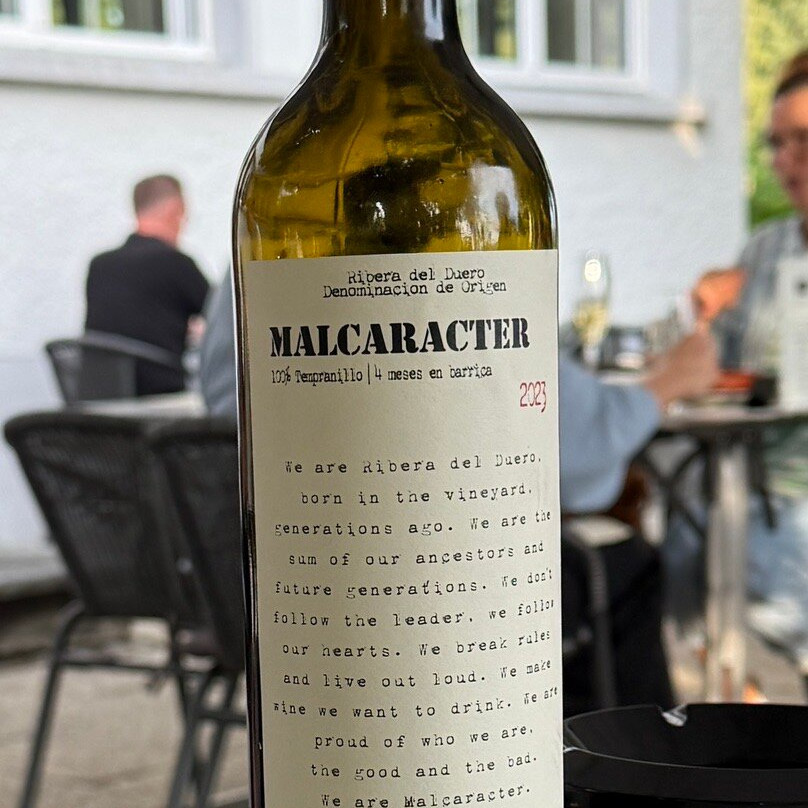 Ribera del Duero
Denominacion de Origen
MALCARACTER
100% Tempranillo | 4 meses en barrica
2023
We are Ribera del Duero,
born in the vineyard,
generations ago. We are the
sum of our ancestors and
future generations. We don't
follow the leader, we follow
our hearts. We break rules
and live out loud. We make
wine we want to drink. We are
proud of who we are,
the good and the bad.
We are Malcaracter.